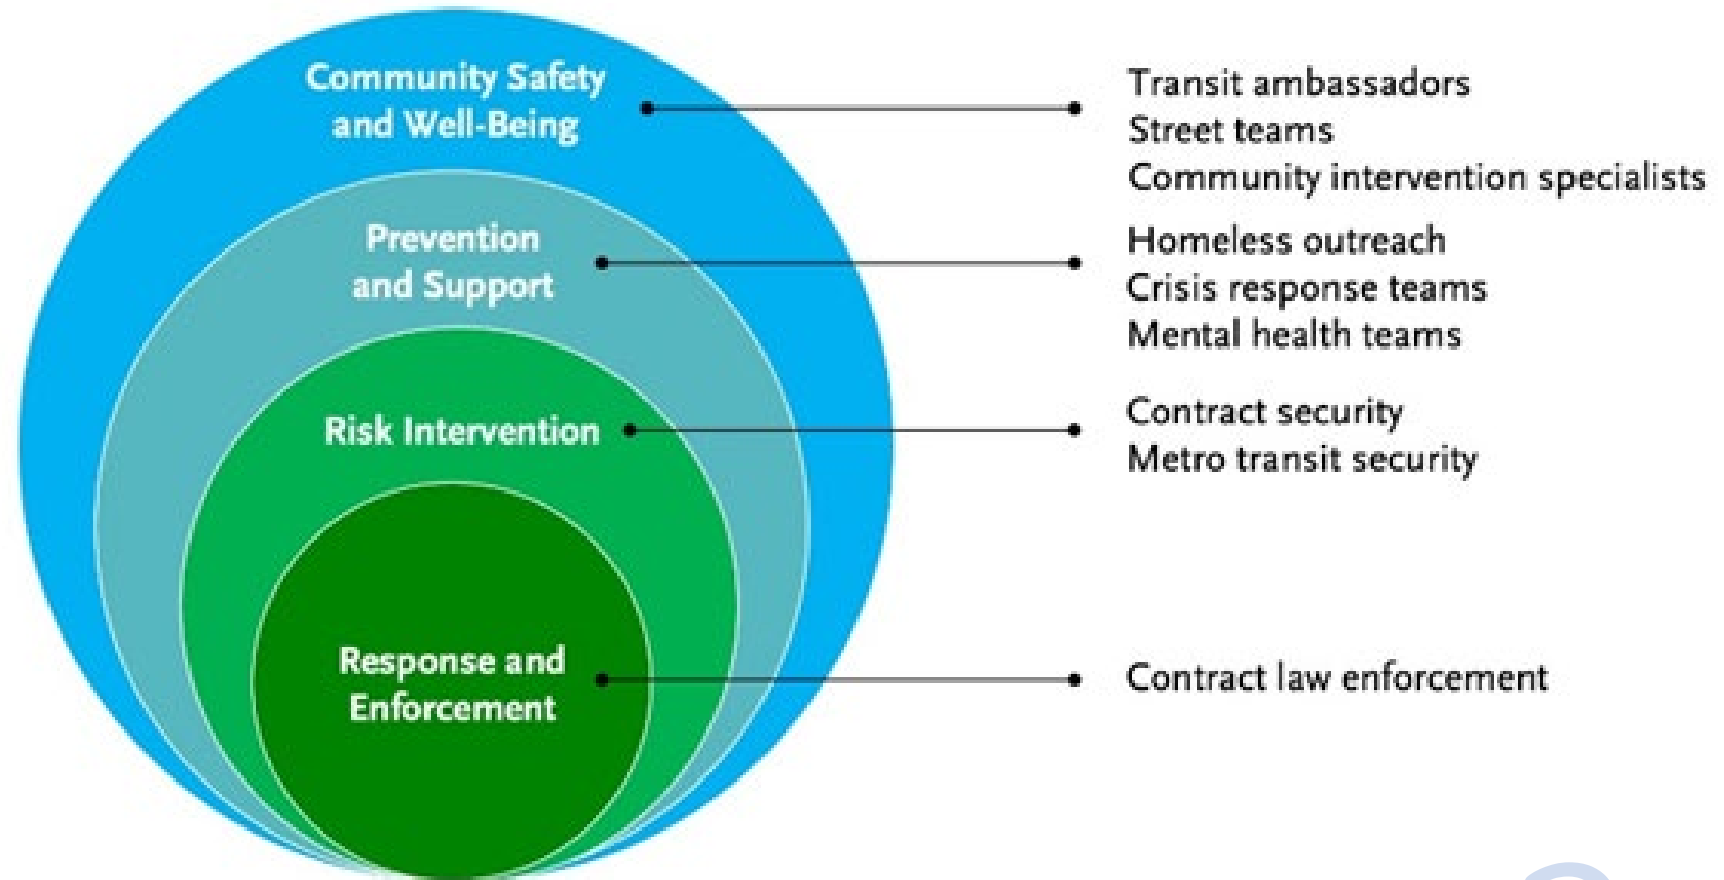 Community Safety
and Well-Being
Transit ambassadors
Street teams
Community intervention specialists
Prevention
and Support
Homeless outreach
Crisis response teams
Mental health teams
Risk Intervention
Contract security
Metro transit security
Response and
Enforcement
Contract law enforcement